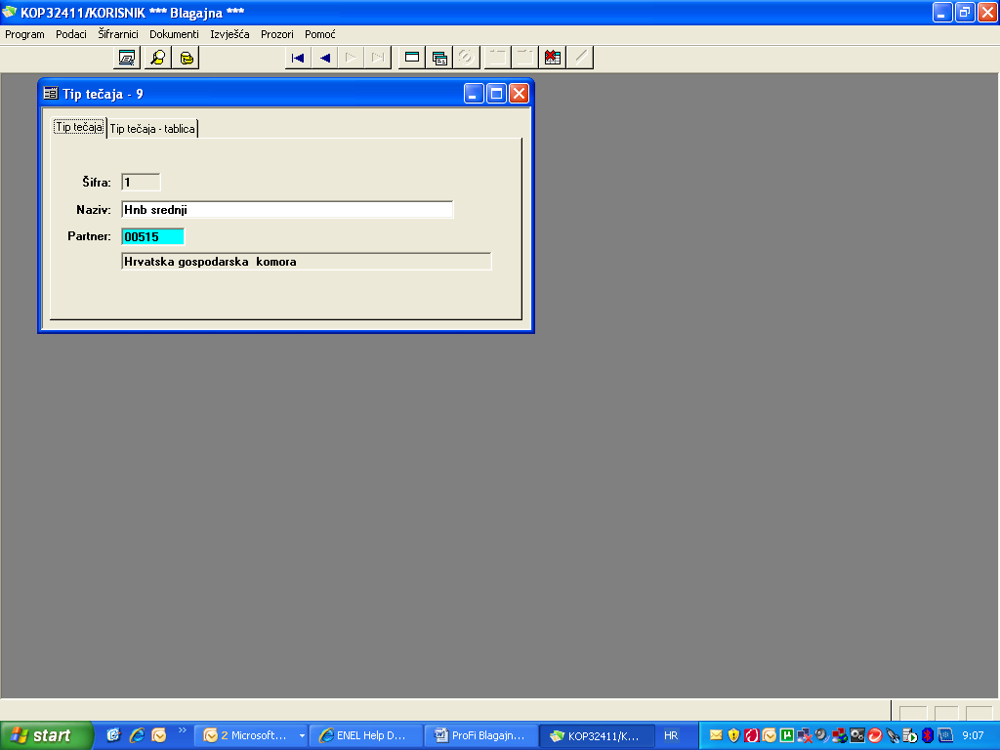 KOP32411/KORISNIK *** Blagajna ***
Program Podaci Šifrarnici Dokumenti Izvješća Prozori Pomoć
Tip tečaja - 9
Tip tečaja Tip tečaja - tablica
Šifra: 1
Naziv: Hnb srednji
Partner: 00515
Hrvatska gospodarska komora
start 2 Microsoft... ENEL Help D... ProFi Blagajn... KOP32411/K... HR 9:07